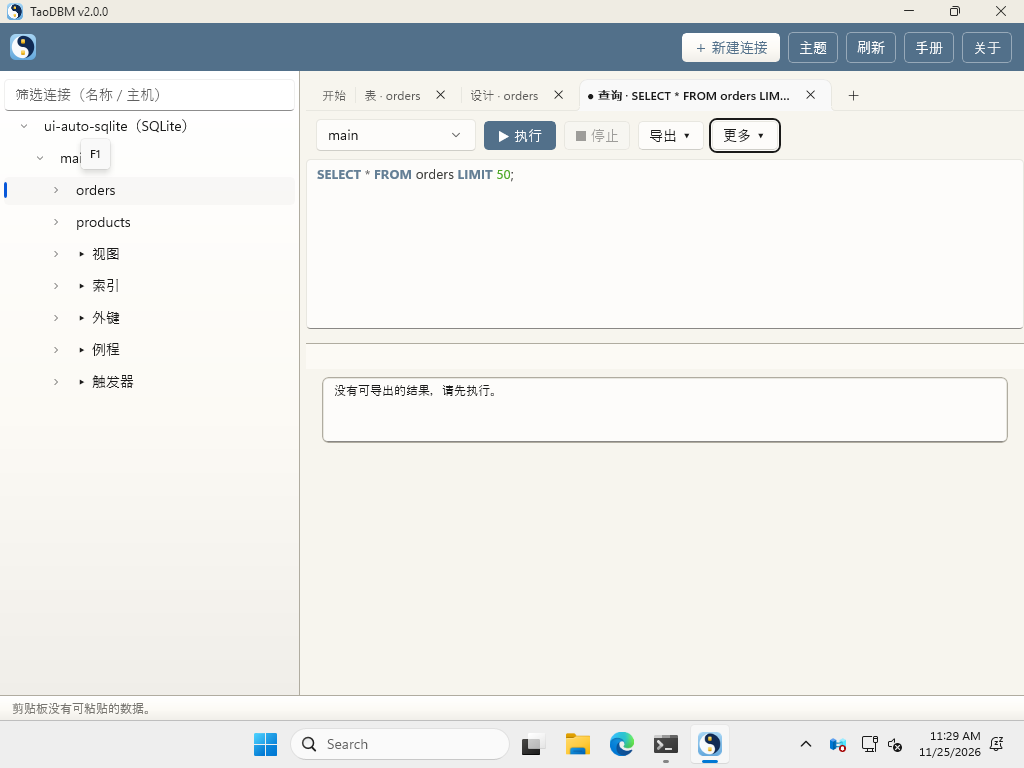 TaoDBM v2.0.0
+ 新建连接 主题 刷新 手册 关于
筛选连接（名称 / 主机）
开始 表 · orders 设计 · orders • 查询 · SELECT * FROM orders LIM...
ui-auto-sqlite（SQLite）
main 执行 停止 导出 更多
F1
SELECT * FROM orders LIMIT 50;
orders
products
视图
索引
外键
例程
触发器
没有可导出的结果，请先执行。
剪贴板没有可粘贴的数据。
Search
11:29 AM
11/25/2026